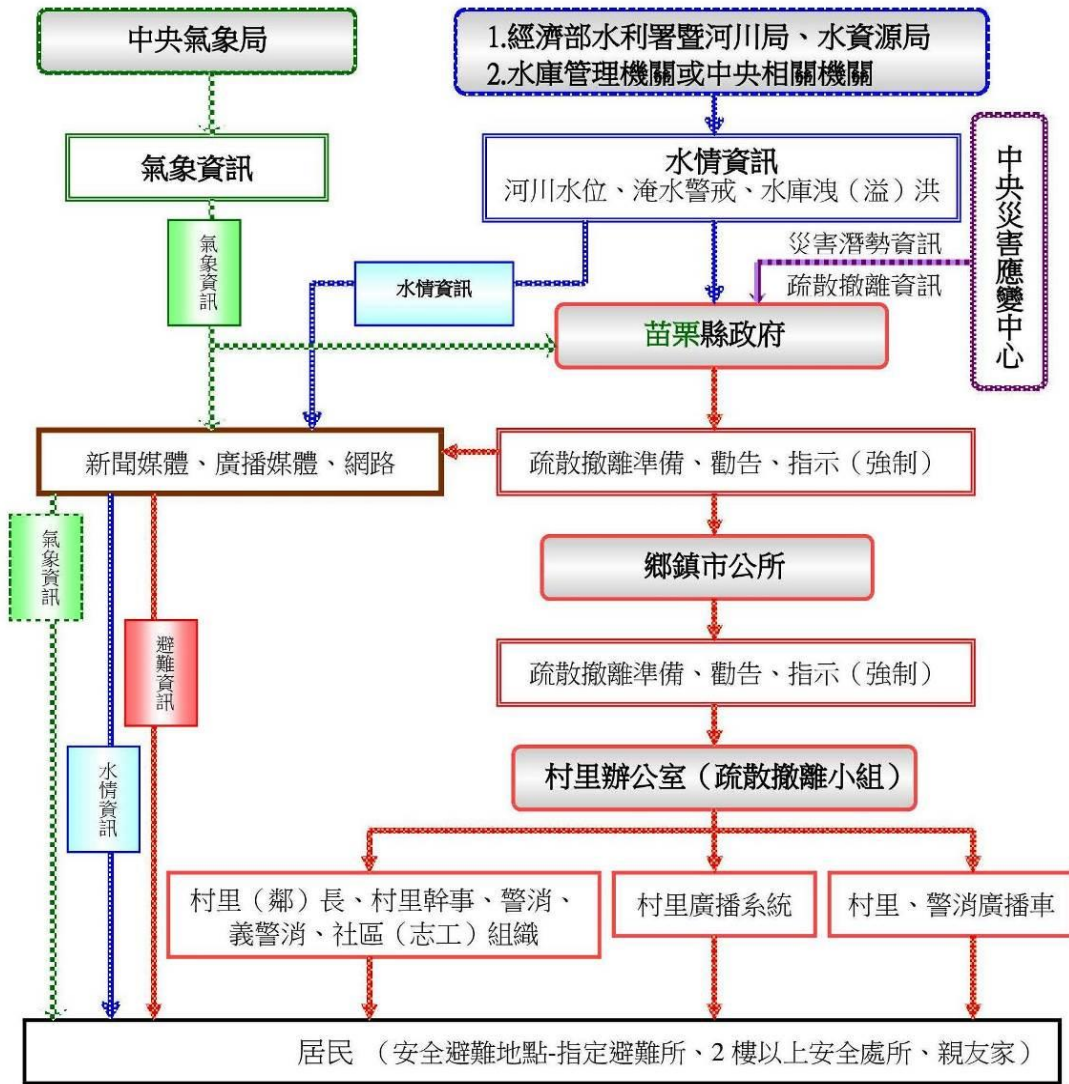 中央氣象局
1.經濟部水利署暨河川局、水資源局
2.水庫管理機關或中央相關機關
氣象資訊
水情資訊
河川水位、淹水警戒、水庫洩（溢）洪
中央災害應變中心
氣象資訊
水情資訊
災害潛勢資訊
疏散撤離資訊
苗栗縣政府
新聞媒體、廣播媒體、網路
疏散撤離準備、勸告、指示（強制）
氣象資訊
鄉鎮市公所
避難資訊
疏散撤離準備、勸告、指示（強制）
水情資訊
村里辦公室（疏散撤離小組）
村里（鄰）長、村里幹事、警消、
義警消、社區（志工）組織
村里廣播系統
村里、警消廣播車
居民 （安全避難地點-指定避難所、2 樓以上安全處所、親友家）